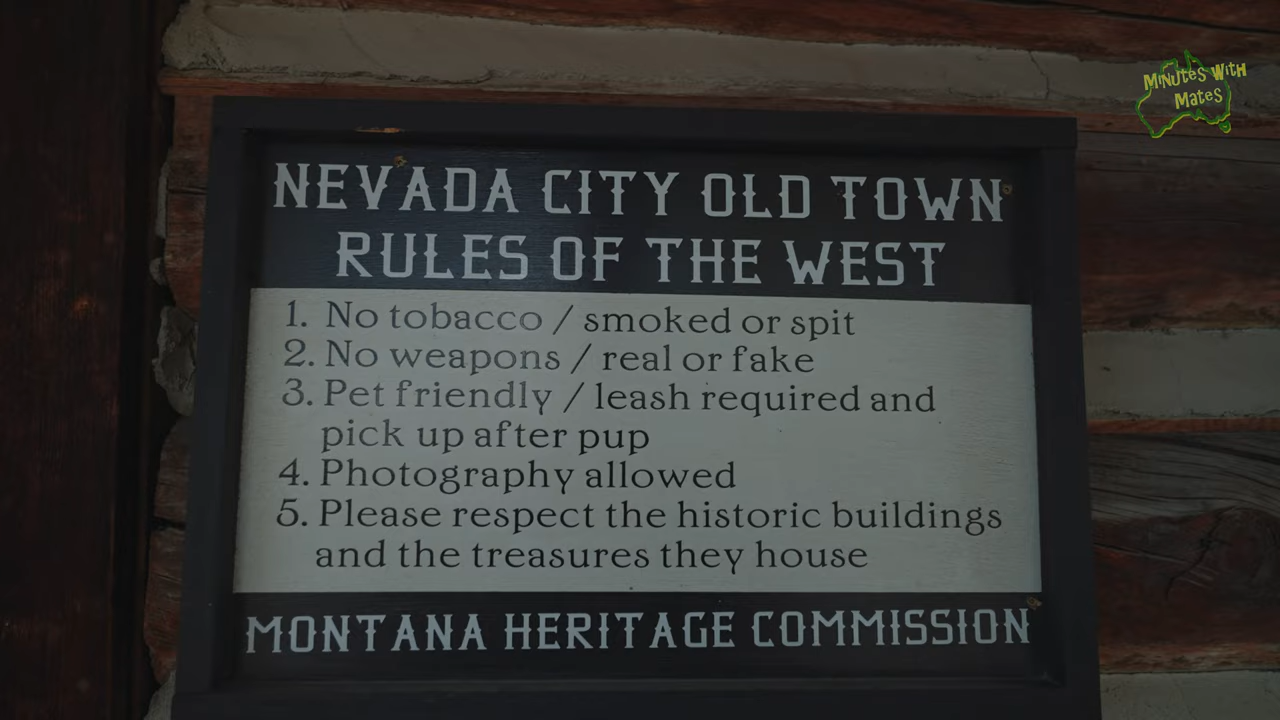 Minutes With
Mates
NEVADA CITY OLD TOWN
RULES OF THE WEST
1. No tobacco / smoked or spit
2. No weapons / real or fake
3. Pet friendly / leash required and
pick up after pup
4. Photography allowed
5. Please respect the historic buildings
and the treasures they house
MONTANA HERITAGE COMMISSION